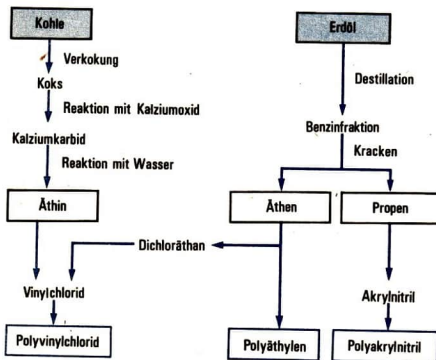 Kohle
Erdöl
Verkokung
Destillation
Koks
Reaktion mit Kalziumoxid
Benzinfraktion
Kalziumkarbid
Kracken
Reaktion mit Wasser
Äthin
Äthen
Propen
Dichloräthan
Vinylchlorid
Akrylnitril
Polyvinylchlorid
Polyäthylen
Polyakrylnitril